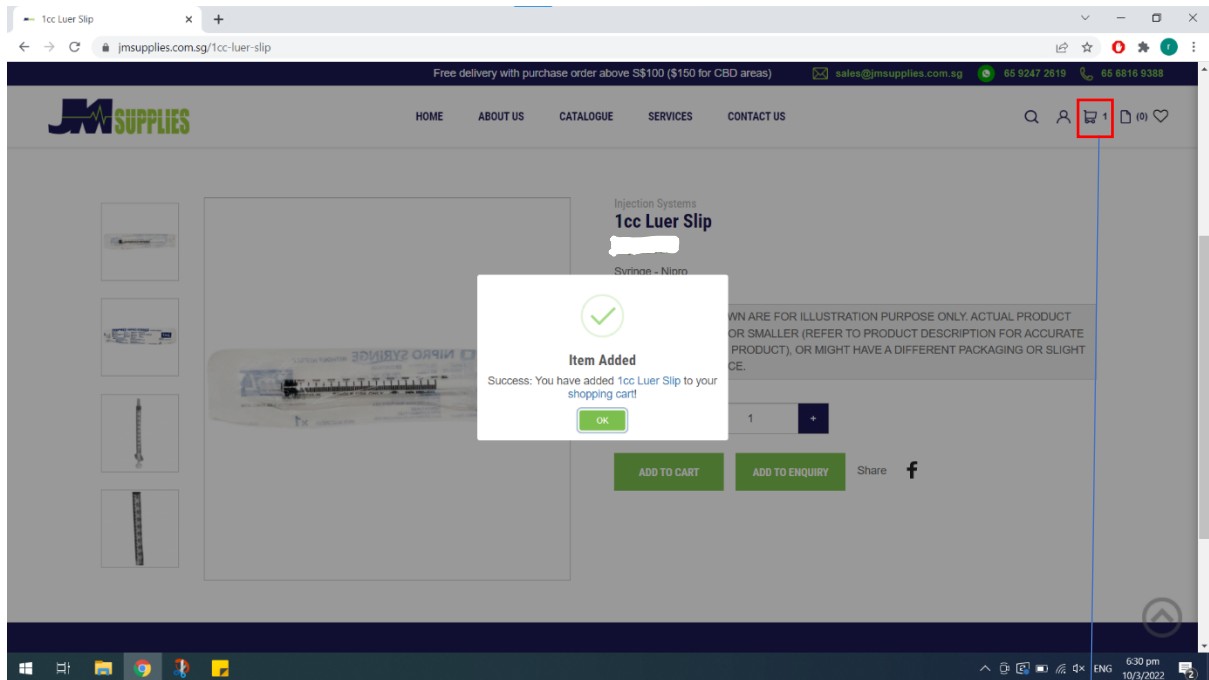 1cc Luer Slip
jmsupplies.com.sg/1cc-luer-slip
Free delivery with purchase order above S$100 ($150 for CBD areas)
sales@jmsupplies.com.sg
65 9247 2619
65 6816 9388
JM SUPPLIES
HOME ABOUT US CATALOGUE SERVICES CONTACT US
1
(0)
Injection Systems
1cc Luer Slip
Syringe - Nipro
WN ARE FOR ILLUSTRATION PURPOSE ONLY. ACTUAL PRODUCT
OR SMALLER (REFER TO PRODUCT DESCRIPTION FOR ACCURATE
PRODUCT), OR MIGHT HAVE A DIFFERENT PACKAGING OR SLIGHT
CE.
Item Added
Success: You have added 1cc Luer Slip to your
shopping cart!
OK
NIPRO SYRINGE
x1
1 +
ADD TO CART ADD TO ENQUIRY Share f
ENG
6:30 pm
10/3/2022
2